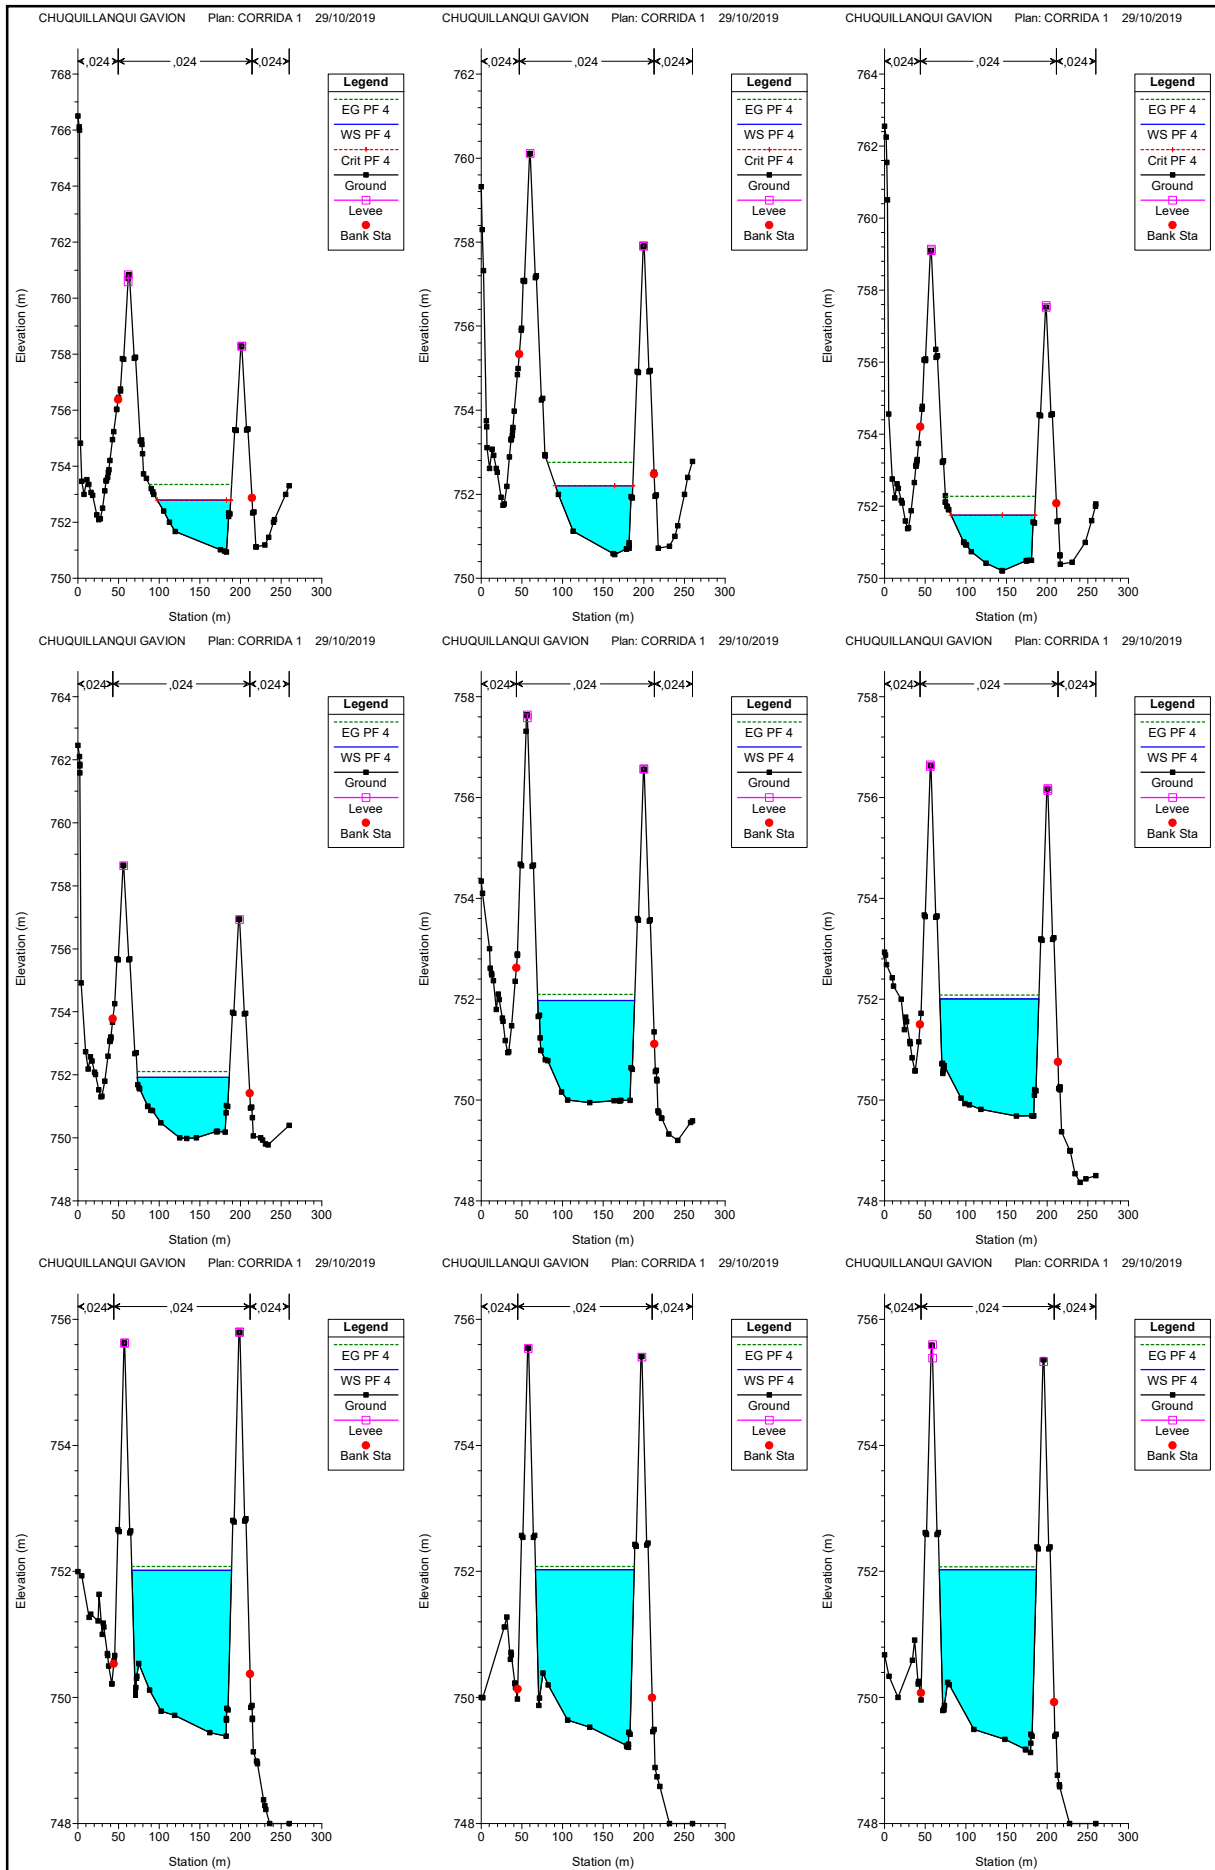 CHUQUILLANQUI GAVION Plan: CORRIDA 1 29/10/2019
,024 ,024 ,024
Legend
EG PF 4
WS PF 4
Crit PF 4
Ground
Levee
Bank Sta
768
766
764
762
760
758
756
754
752
750
Elevation (m)
0 50 100 150 200 250 300
Station (m)
CHUQUILLANQUI GAVION Plan: CORRIDA 1 29/10/2019
,024 ,024 ,024
Legend
EG PF 4
WS PF 4
Crit PF 4
Ground
Levee
Bank Sta
762
760
758
756
754
752
750
Elevation (m)
0 50 100 150 200 250 300
Station (m)
CHUQUILLANQUI GAVION Plan: CORRIDA 1 29/10/2019
,024 ,024 ,024
Legend
EG PF 4
WS PF 4
Crit PF 4
Ground
Levee
Bank Sta
764
762
760
758
756
754
752
750
Elevation (m)
0 50 100 150 200 250 300
Station (m)
CHUQUILLANQUI GAVION Plan: CORRIDA 1 29/10/2019
,024 ,024 ,024
Legend
EG PF 4
WS PF 4
Ground
Levee
Bank Sta
764
762
760
758
756
754
752
750
748
Elevation (m)
0 50 100 150 200 250 300
Station (m)
CHUQUILLANQUI GAVION Plan: CORRIDA 1 29/10/2019
,024 ,024 ,024
Legend
EG PF 4
WS PF 4
Ground
Levee
Bank Sta
758
756
754
752
750
748
Elevation (m)
0 50 100 150 200 250 300
Station (m)
CHUQUILLANQUI GAVION Plan: CORRIDA 1 29/10/2019
,024 ,024 ,024
Legend
EG PF 4
WS PF 4
Ground
Levee
Bank Sta
758
756
754
752
750
748
Elevation (m)
0 50 100 150 200 250 300
Station (m)
CHUQUILLANQUI GAVION Plan: CORRIDA 1 29/10/2019
,024 ,024 ,024
Legend
EG PF 4
WS PF 4
Ground
Levee
Bank Sta
756
754
752
750
748
Elevation (m)
0 50 100 150 200 250 300
Station (m)
CHUQUILLANQUI GAVION Plan: CORRIDA 1 29/10/2019
,024 ,024 ,024
Legend
EG PF 4
WS PF 4
Ground
Levee
Bank Sta
756
754
752
750
748
Elevation (m)
0 50 100 150 200 250 300
Station (m)
CHUQUILLANQUI GAVION Plan: CORRIDA 1 29/10/2019
,024 ,024 ,024
Legend
EG PF 4
WS PF 4
Ground
Levee
Bank Sta
756
754
752
750
748
Elevation (m)
0 50 100 150 200 250 300
Station (m)